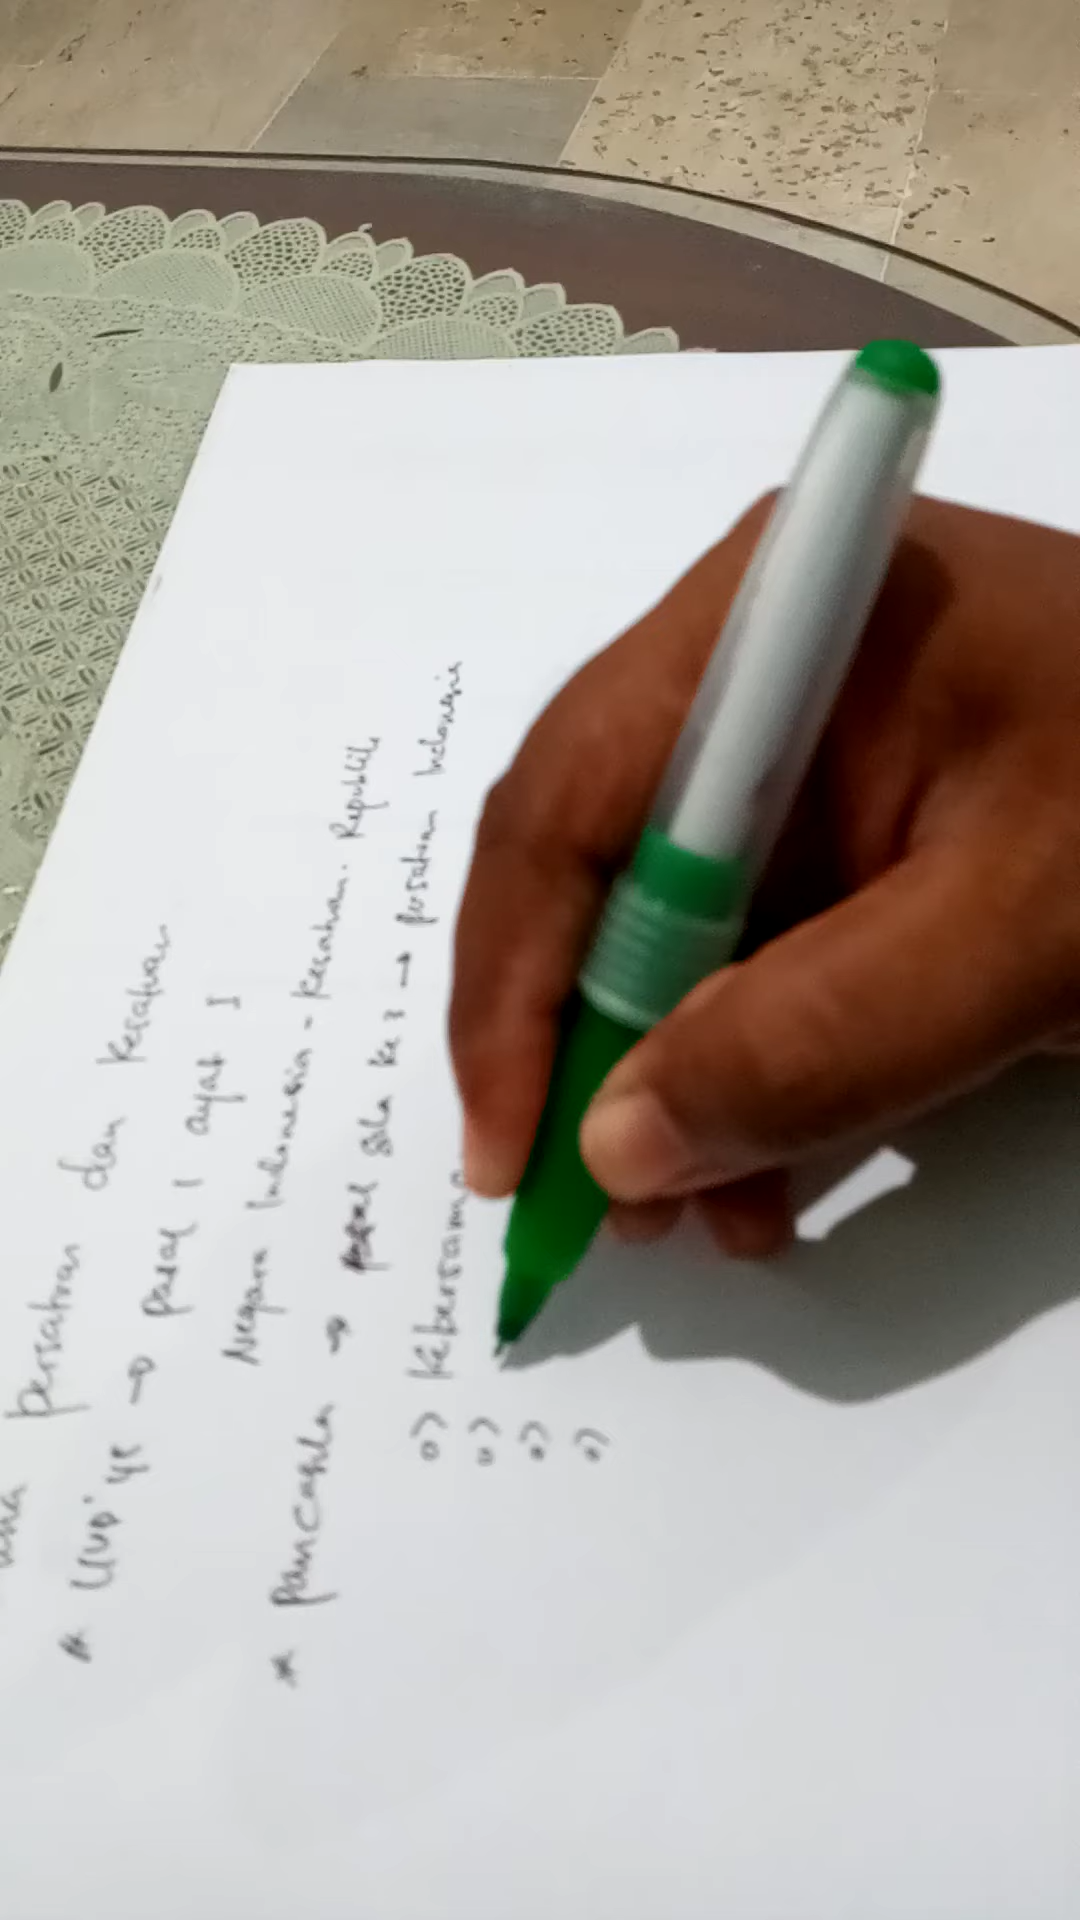 persatuan dan kesatuan
* UUD'45 → pasal 1 ayat I
Negara Indonesia - kesatuan. Republik
* pancasila → sila ke 3 → persatuan Indonesia
o) kebersama
o)
o)
o)